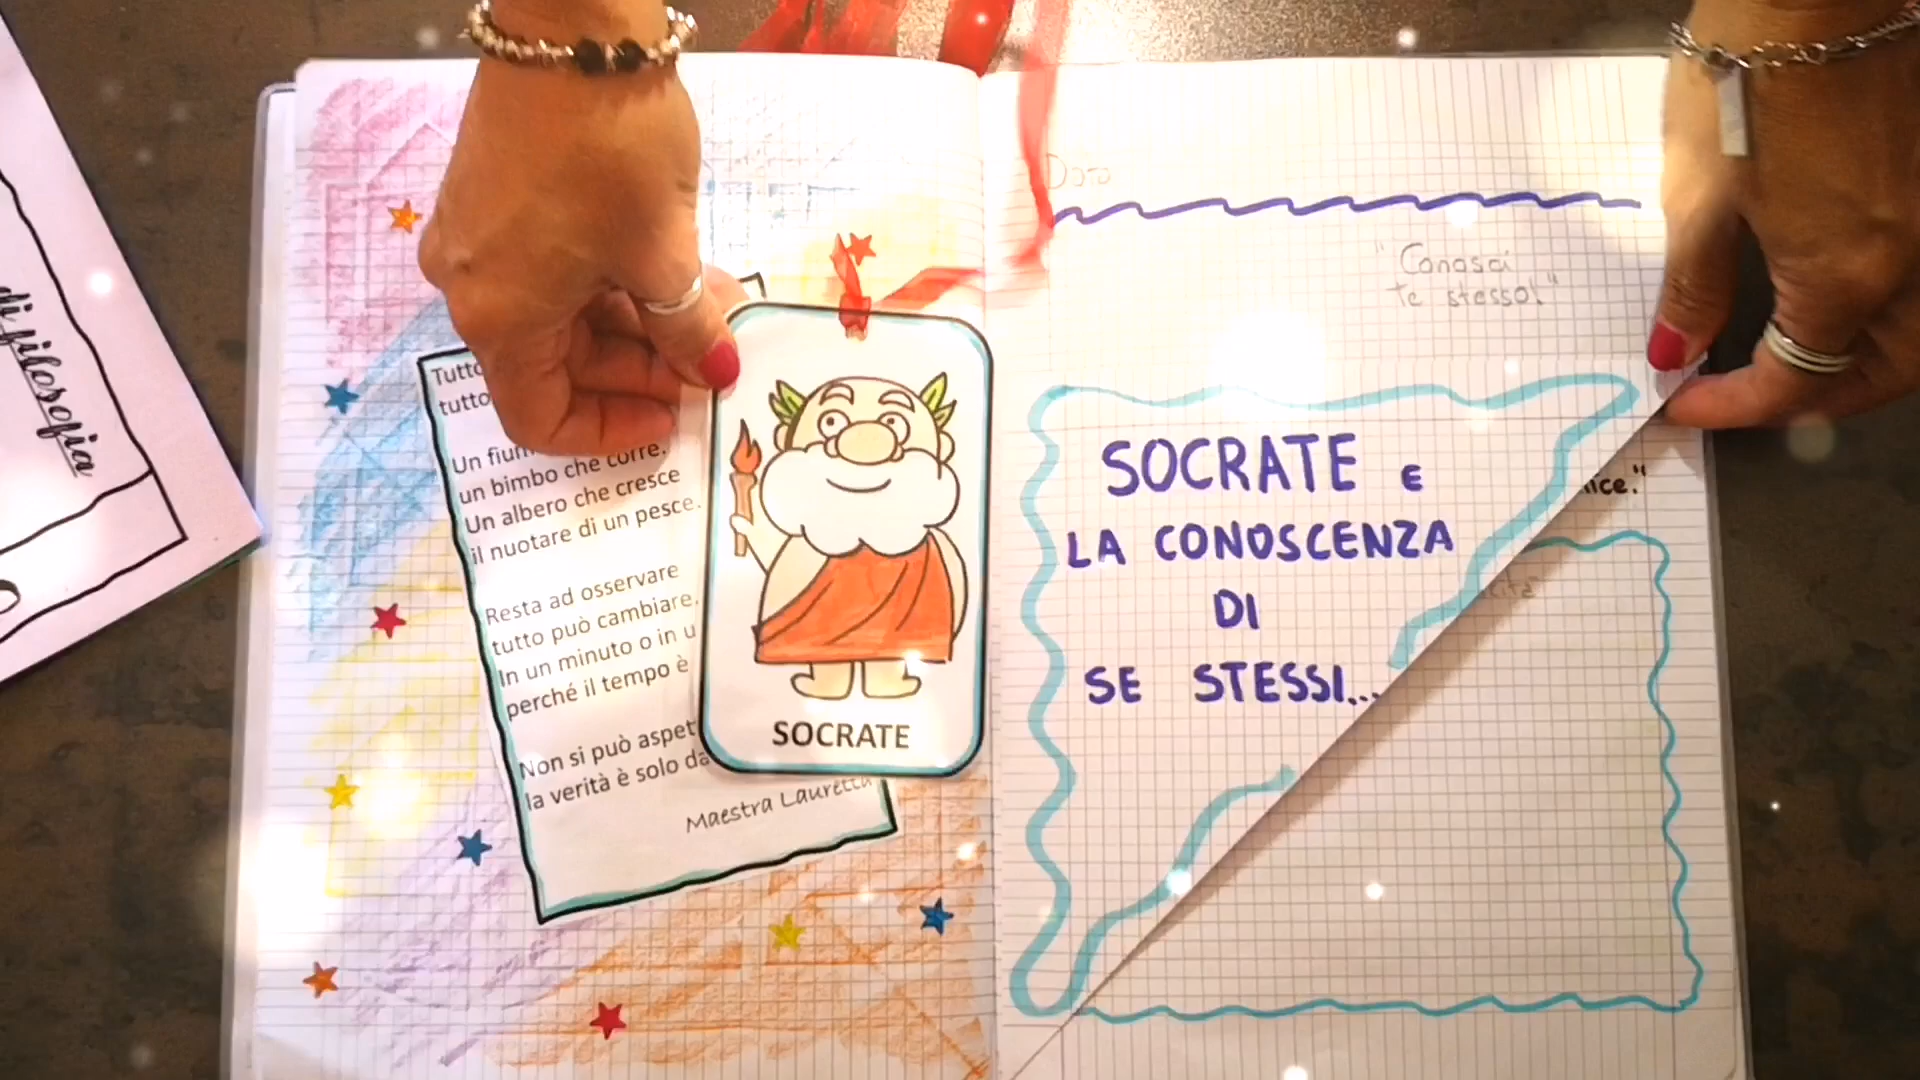 di filosofia
Tutto
tutto
Un fium
un bimbo che corre.
Un albero che cresce
il nuotare di un pesce.
Resta ad osservare
tutto può cambiare.
In un minuto o in u
perché il tempo è
Non si può aspet
la verità è solo da
Maestra Lauretta
SOCRATE
"Conosci
te stesso!"
SOCRATE E
LA CONOSCENZA
DI
SE STESSI...
ice."